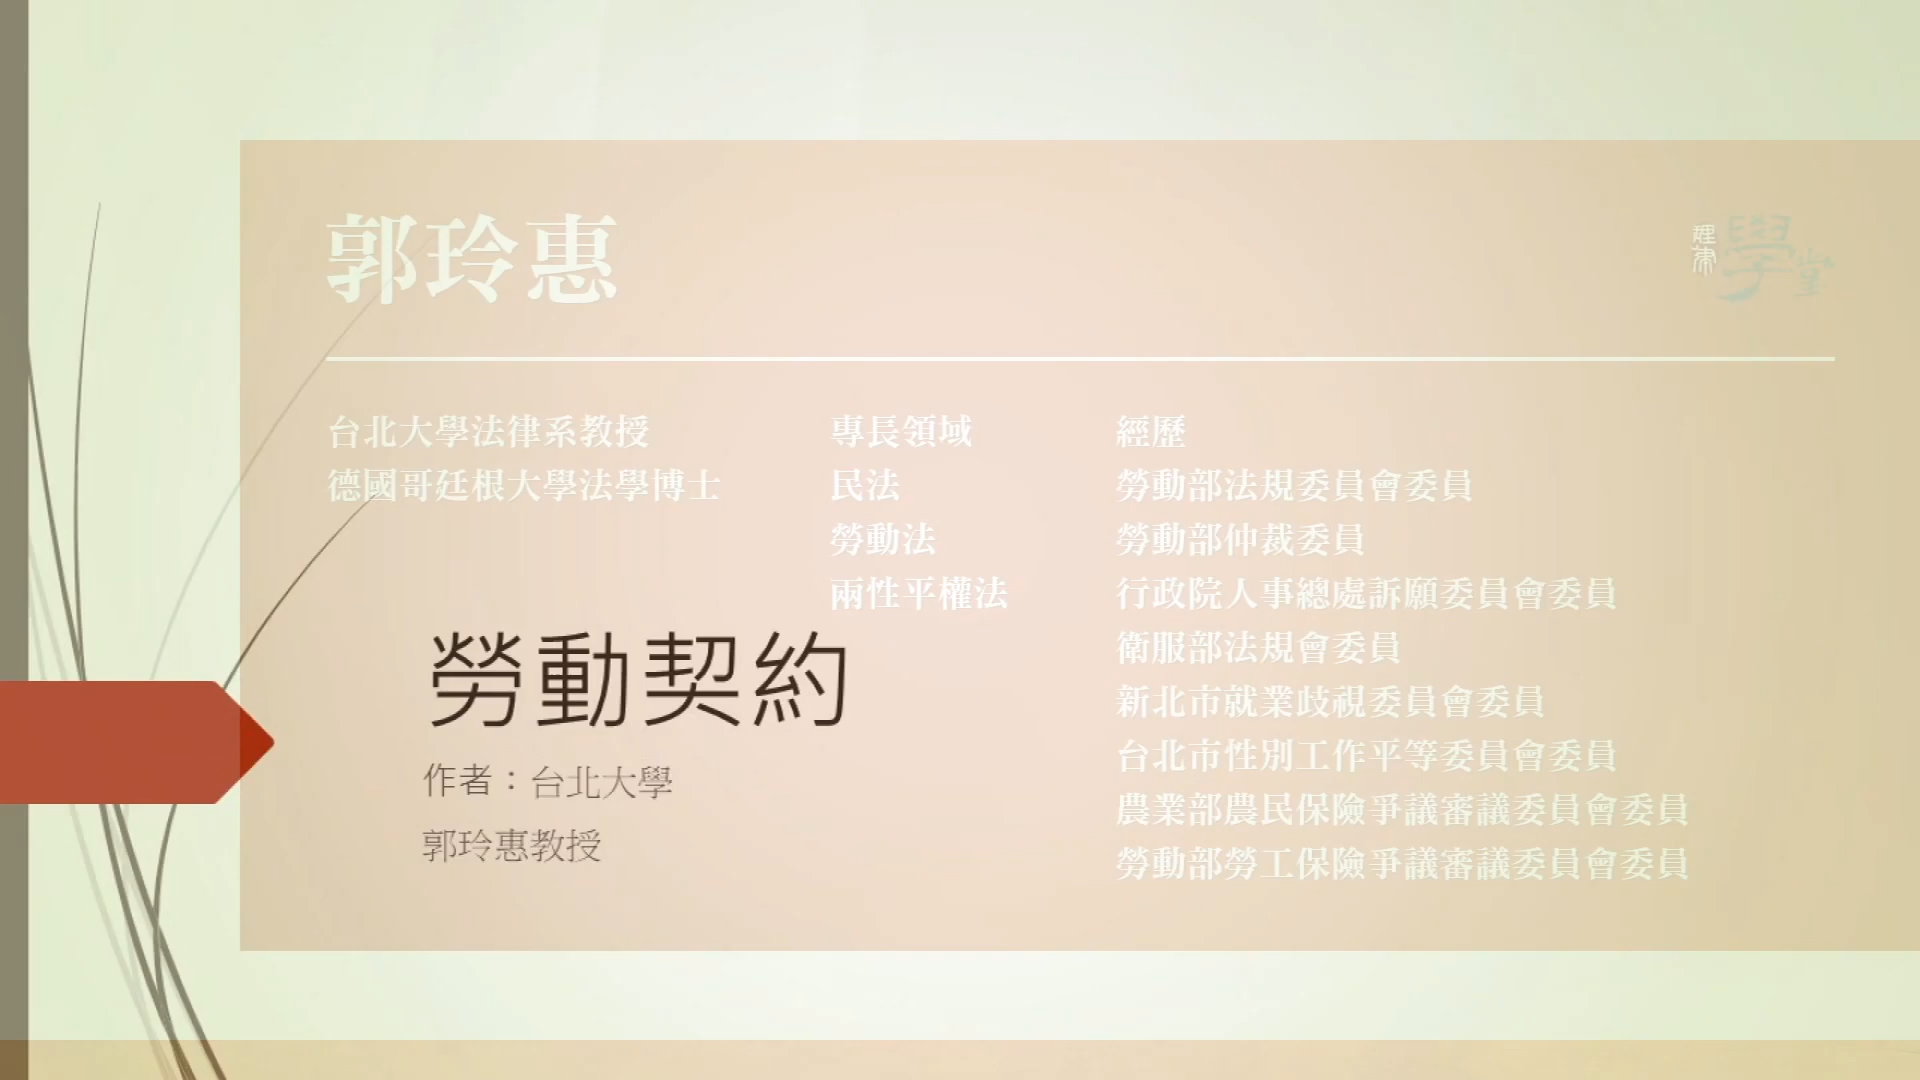 郭玲惠
理律
學堂
台北大學法律系教授
德國哥廷根大學法學博士
專長領域
民法
勞動法
兩性平權法
經歷
勞動部法規委員會委員
勞動部仲裁委員
行政院人事總處訴願委員會委員
衛服部法規會委員
新北市就業歧視委員會委員
台北市性別工作平等委員會委員
農業部農民保險爭議審議委員會委員
勞動部勞工保險爭議審議委員會委員
勞動契約
作者：台北大學
郭玲惠教授